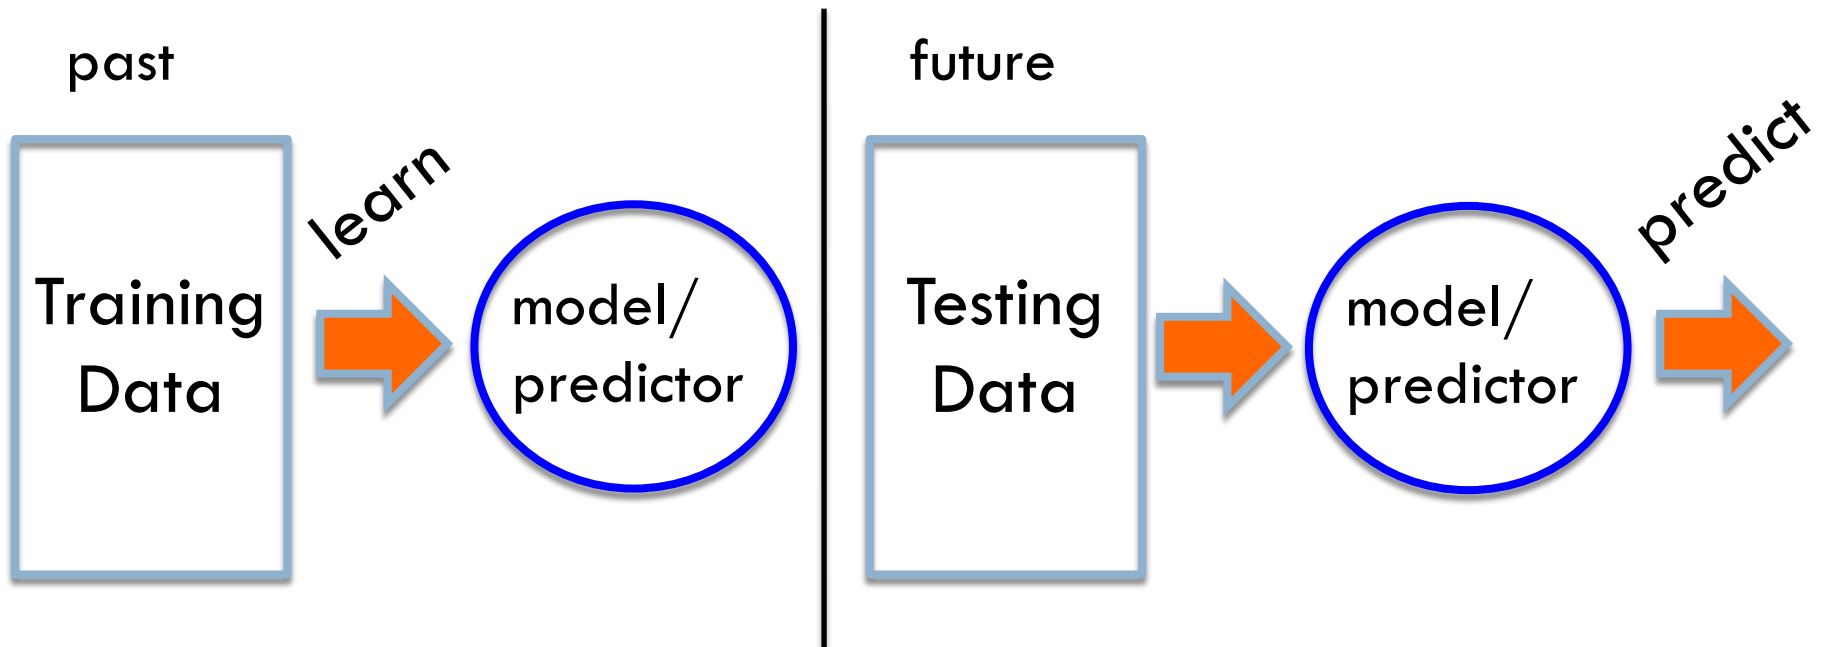 past
learn
Training
Data
model/
predictor
future
predict
Testing
Data
model/
predictor